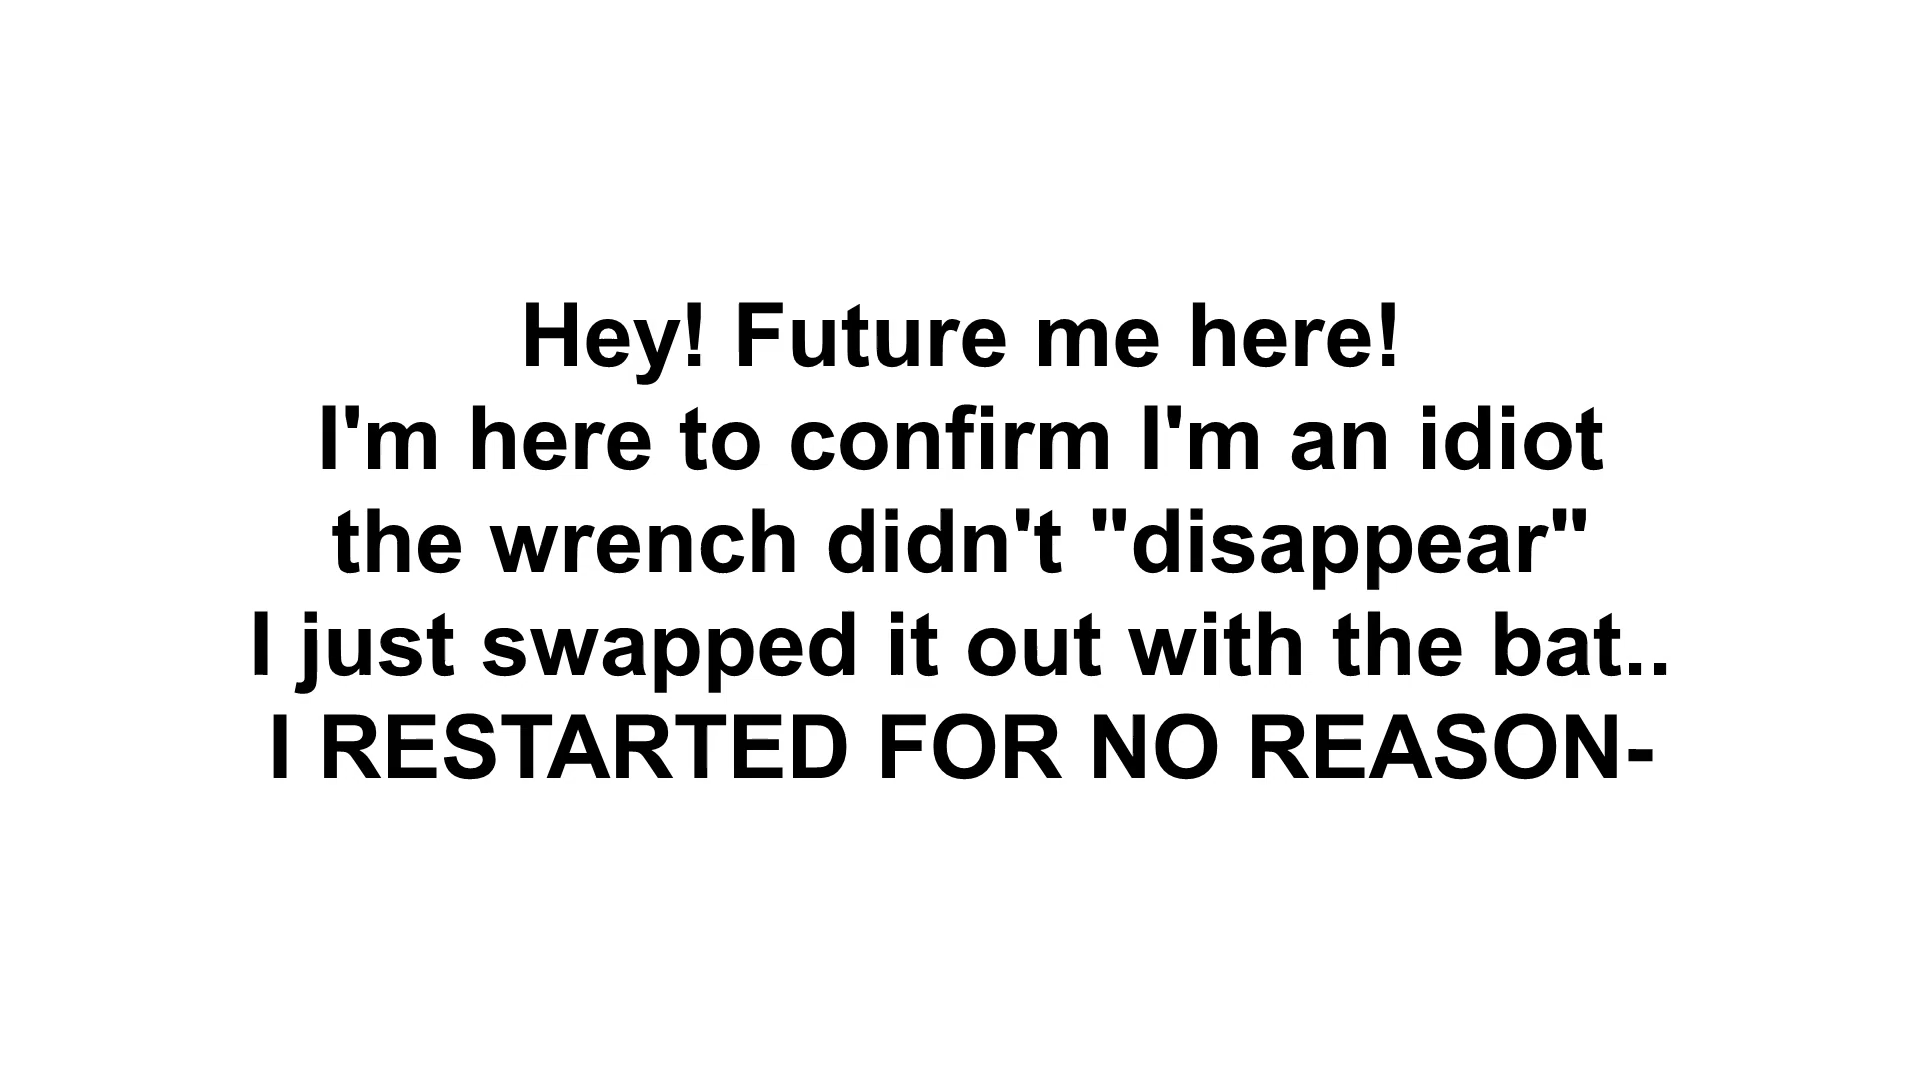 Hey! Future me here!
I'm here to confirm I'm an idiot
the wrench didn't "disappear"
I just swapped it out with the bat..
I RESTARTED FOR NO REASON-